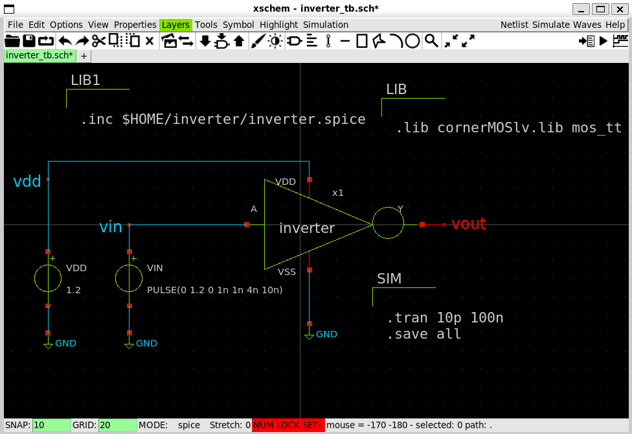 xschem - inverter_tb.sch*
File Edit Options View Properties Layers Tools Symbol Highlight Simulation Netlist Simulate Waves Help
inverter_tb.sch* +
LIB1
.inc $HOME/inverter/inverter.spice
LIB
.lib cornerMOSlv.lib mos_tt
vdd
VDD
x1
A
Y
vin
inverter
vout
VDD
1.2
VIN
PULSE(0 1.2 0 1n 1n 4n 10n)
VSS
SIM
.tran 10p 100n
.save all
GND
GND
GND
SNAP: 10 GRID: 20 MODE: spice Stretch: 0 NUM LOCK SET! mouse = -170 -180 - selected: 0 path: .